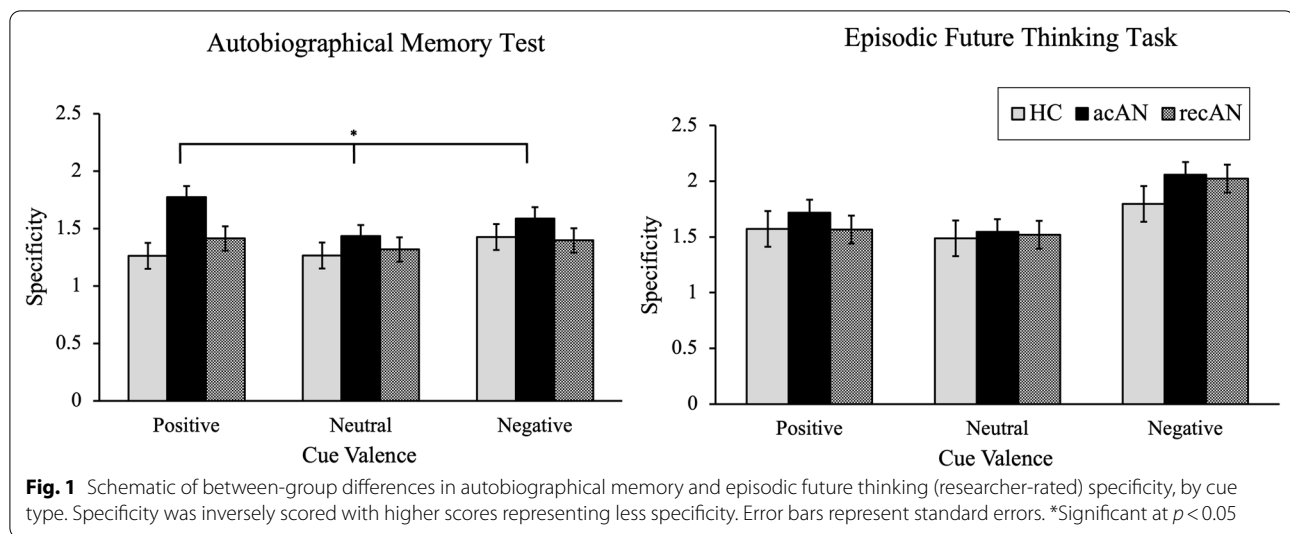 Autobiographical Memory Test
2.5
2
1.5
1
0.5
0
Specificity
*
Positive
Neutral
Negative
Cue Valence
Episodic Future Thinking Task
HC acAN recAN
2.5
2
1.5
1
0.5
0
Specificity
Positive
Neutral
Negative
Cue Valence
Fig. 1 Schematic of between-group differences in autobiographical memory and episodic future thinking (researcher-rated) specificity, by cue
type. Specificity was inversely scored with higher scores representing less specificity. Error bars represent standard errors. *Significant at p < 0.05